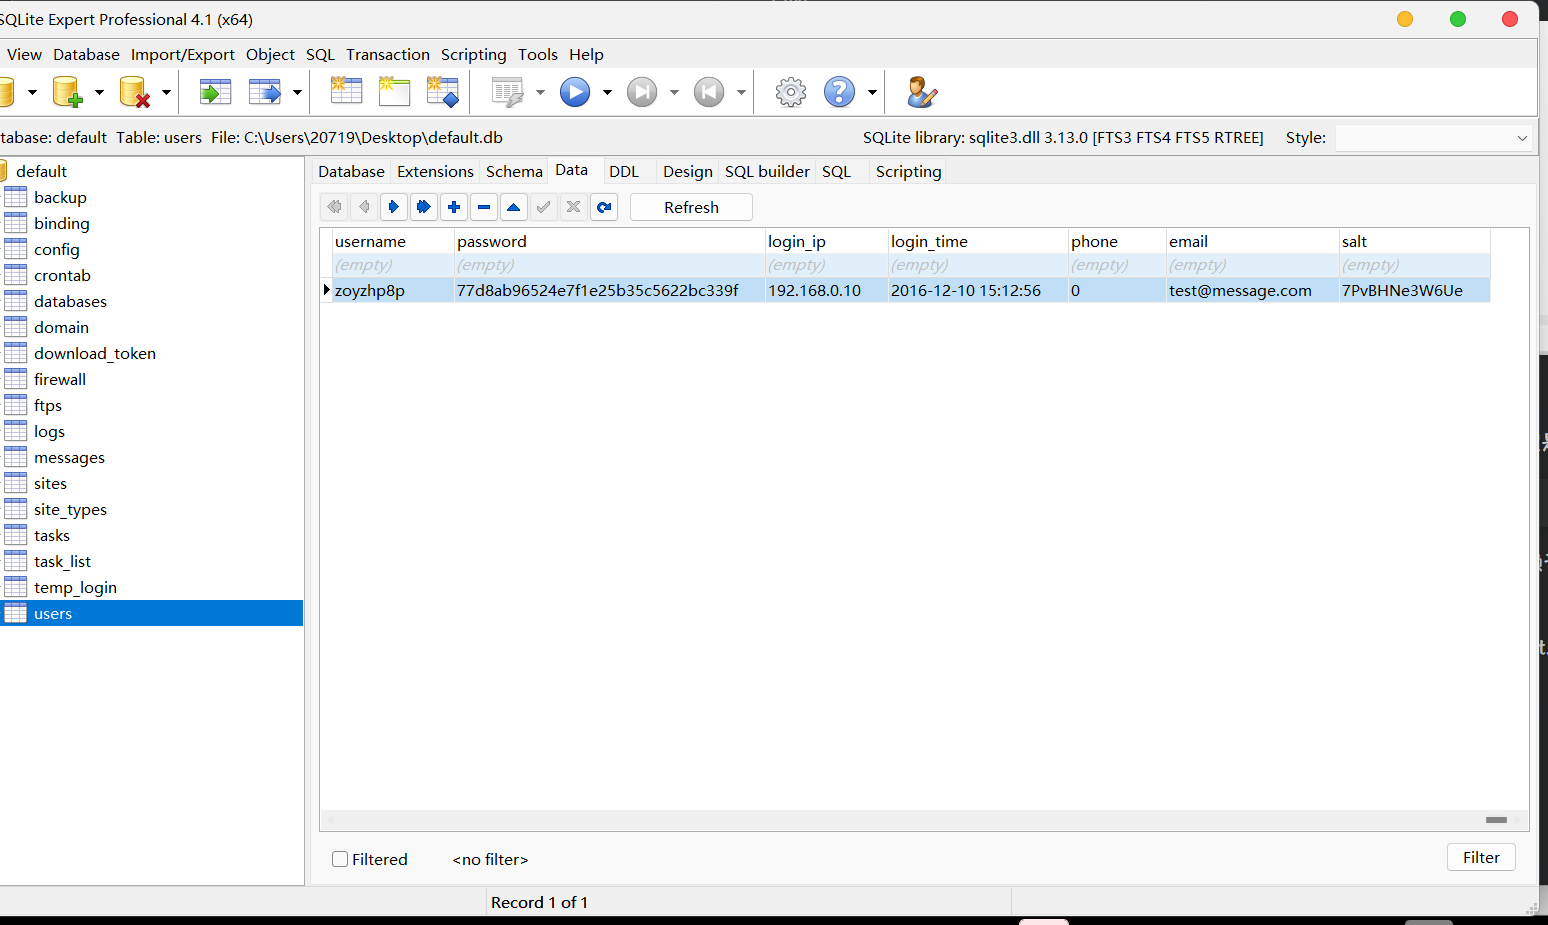 SQLite Expert Professional 4.1 (x64)
View Database Import/Export Object SQL Transaction Scripting Tools Help
tabase: default Table: users File: C:\Users\20719\Desktop\default.db
SQLite library: sqlite3.dll 3.13.0 [FTS3 FTS4 FTS5 RTREE] Style:
default
backup
binding
config
crontab
databases
domain
download_token
firewall
ftps
logs
messages
sites
site_types
tasks
task_list
temp_login
users
Database Extensions Schema Data DDL Design SQL builder SQL Scripting
Refresh
username password login_ip login_time phone email salt
(empty) (empty) (empty) (empty) (empty) (empty) (empty)
zoyzhp8p 77d8ab96524e7f1e25b35c5622bc339f 192.168.0.10 2016-12-10 15:12:56 0 test@message.com 7PvBHNe3W6Ue
Filtered <no filter> Filter
Record 1 of 1